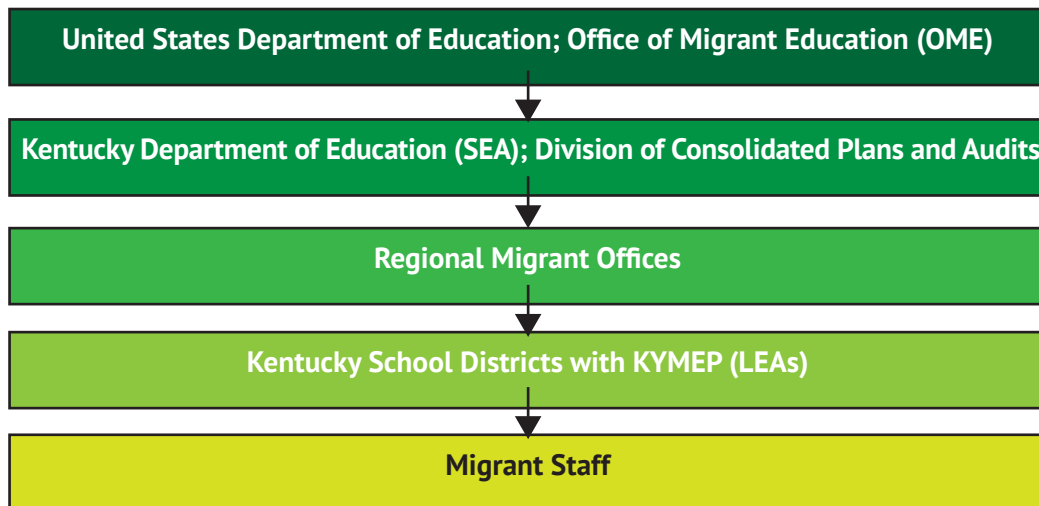 United States Department of Education; Office of Migrant Education (OME)
Kentucky Department of Education (SEA); Division of Consolidated Plans and Audits
Regional Migrant Offices
Kentucky School Districts with KYMEP (LEAs)
Migrant Staff